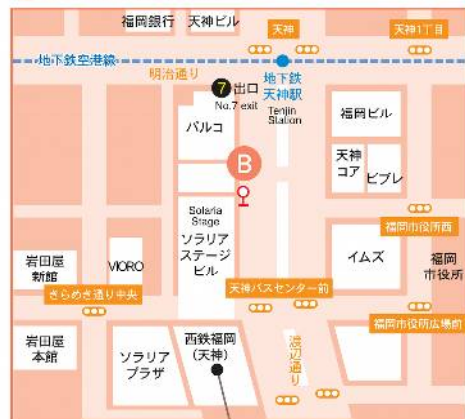 福岡銀行
天神ビル
天神
天神1丁目
地下鉄空港線
明治通り
7
出口
No.7 exit
地下鉄
天神駅
Tenjin
Station
パルコ
福岡ビル
B
天神
コア
ビブレ
Solaria
Stage
ソラリア
ステージ
ビル
福岡市役所西
岩田屋
新館
VIORO
イムズ
福岡
市役所
きらめき通り中央
天神バスセンター前
福岡市役所広場前
岩田屋
本館
ソラリア
プラザ
西鉄福岡
(天神)
渡辺通り